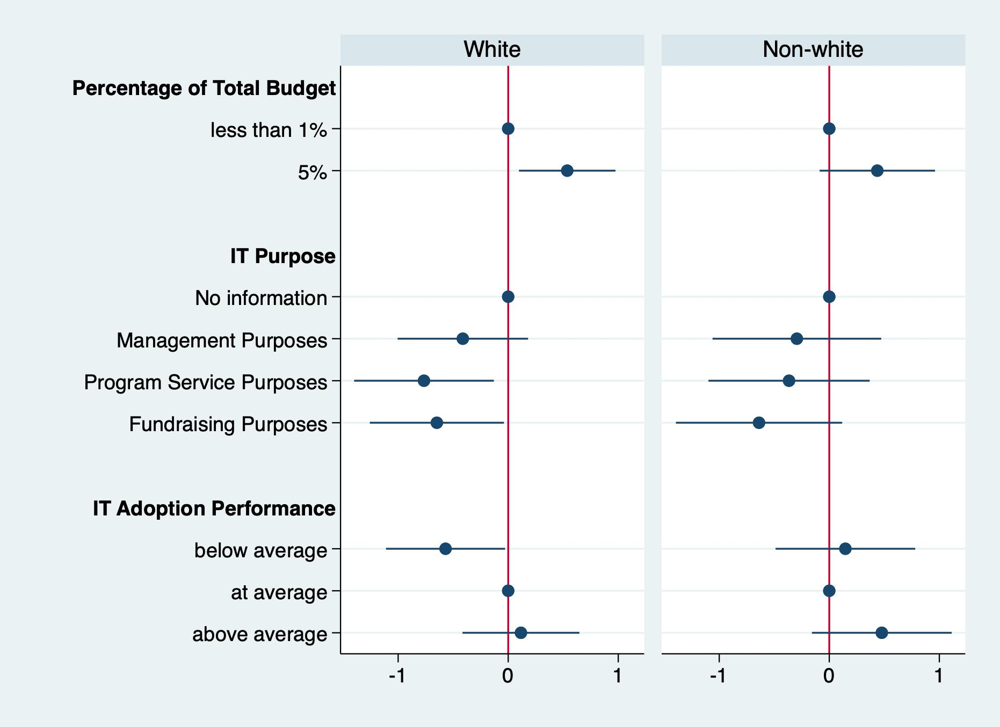 White Non-white
Percentage of Total Budget
less than 1%
5%
IT Purpose
No information
Management Purposes
Program Service Purposes
Fundraising Purposes
IT Adoption Performance
below average
at average
above average
-1 0 1 -1 0 1